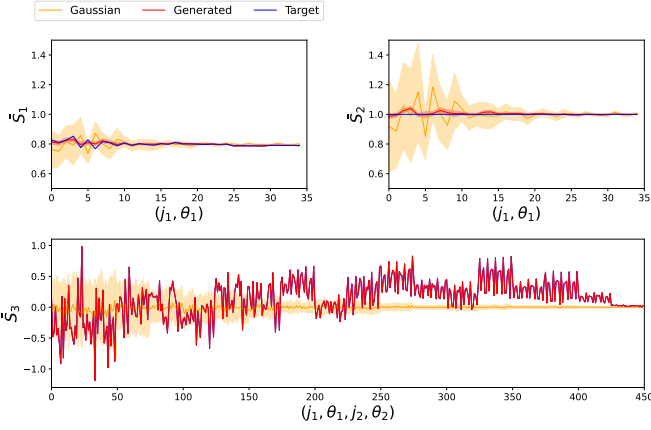 Gaussian Generated Target
1.4
1.2
1.0
0.8
0.6
S̄₁
0 5 10 15 20 25 30 35
(j₁, θ₁)
1.4
1.2
1.0
0.8
0.6
S̄₂
0 5 10 15 20 25 30 35
(j₁, θ₁)
1.0
0.5
0.0
−0.5
−1.0
S̄₃
0 50 100 150 200 250 300 350 400 450
(j₁, θ₁, j₂, θ₂)